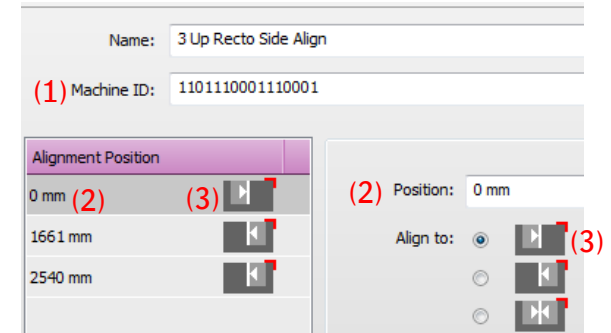 Name: 3 Up Recto Side Align
(1) Machine ID: 1101110001110001
Alignment Position
0 mm (2) (3)
(2) Position: 0 mm
1661 mm
Align to: (3)
2540 mm